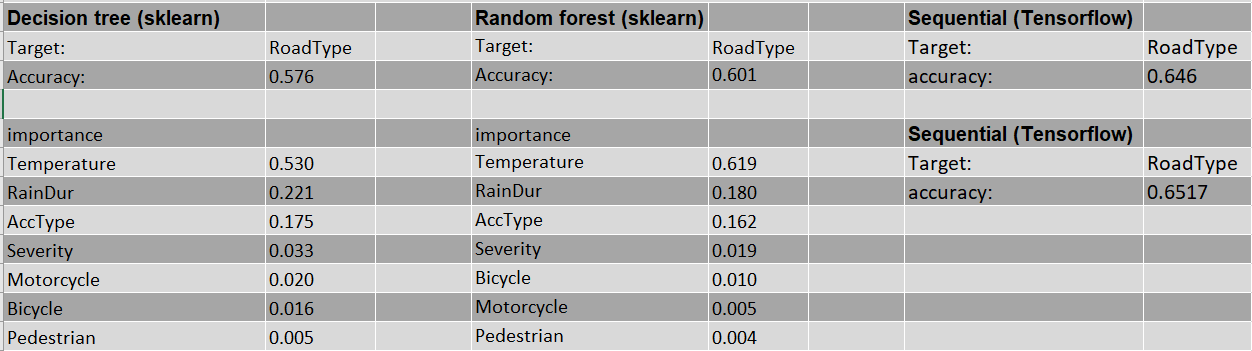 Decision tree (sklearn) Random forest (sklearn) Sequential (Tensorflow)
Target: RoadType Target: RoadType Target: RoadType
Accuracy: 0.576 Accuracy: 0.601 accuracy: 0.646
importance importance Sequential (Tensorflow)
Temperature 0.530 Temperature 0.619 Target: RoadType
RainDur 0.221 RainDur 0.180 accuracy: 0.6517
AccType 0.175 AccType 0.162
Severity 0.033 Severity 0.019
Motorcycle 0.020 Bicycle 0.010
Bicycle 0.016 Motorcycle 0.005
Pedestrian 0.005 Pedestrian 0.004